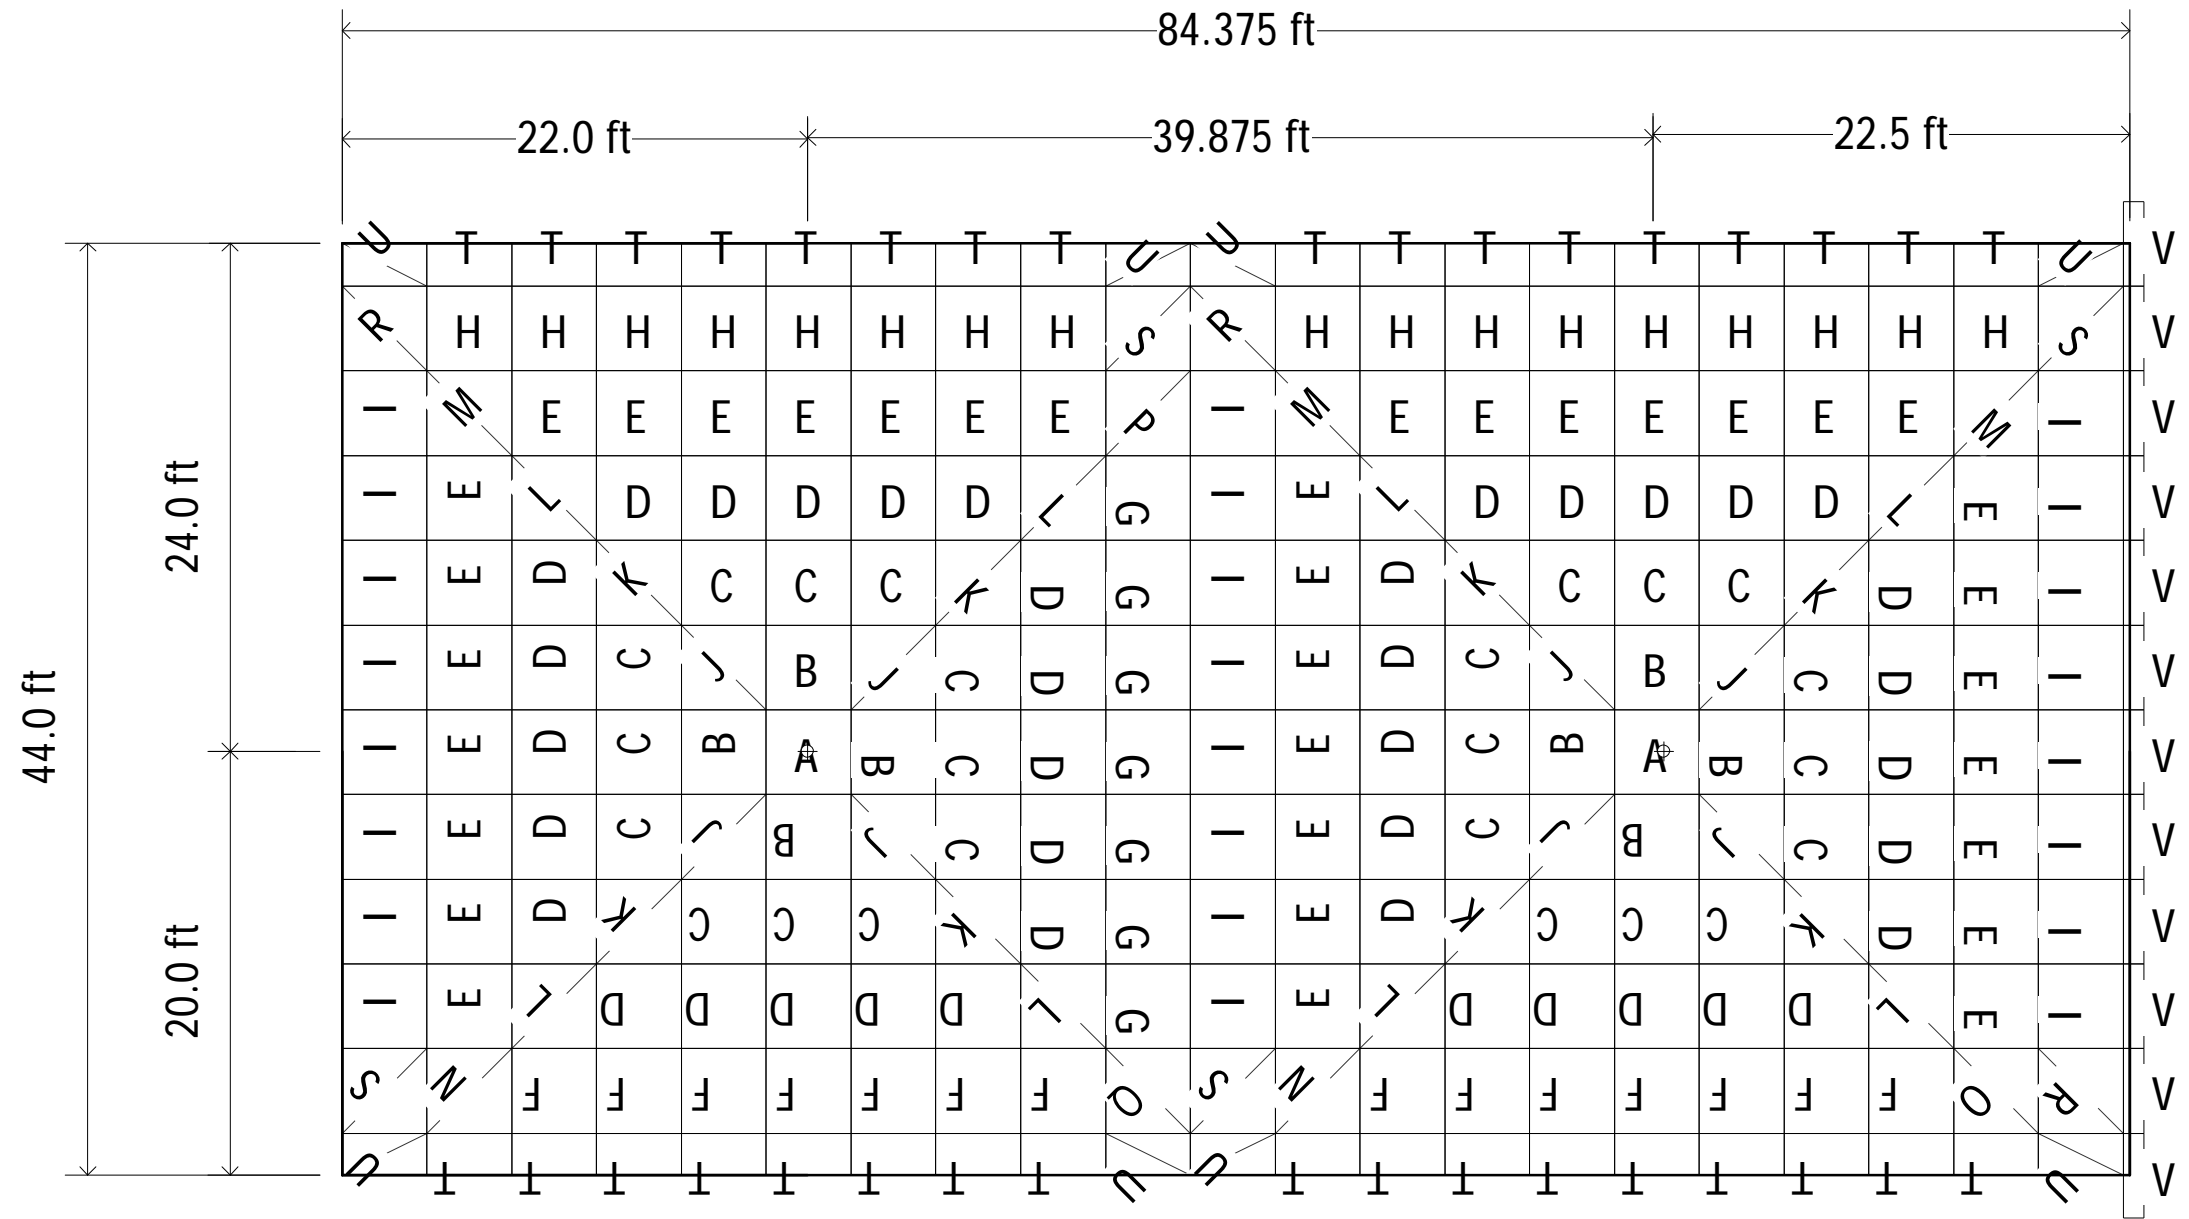 84.375 ft
22.0 ft 39.875 ft 22.5 ft
U T T T T T T T T U U T T T T T T T T T U V
R H H H H H H H H S R H H H H H H H H H S V
I M E E E E E E E P I M E E E E E E E M I V
24.0 ft
I E L D D D D D L G I E L D D D D D L E I V
I E D K C C C K D G I E D K C C C K D E I V
I E D C J B J C D G I E D C J B J C D E I V
44.0 ft
I E D C B A B C D G I E D C B A B C D E I V
I E D C J B J C D G I E D C J B J C D E I V
I E D K C C C K D G I E D K C C C K D E I V
20.0 ft
I E L D D D D D L G I E L D D D D D L E I V
S N F F F F F F F O S N F F F F F F F O R V
U T T T T T T T T U U T T T T T T T T T U V